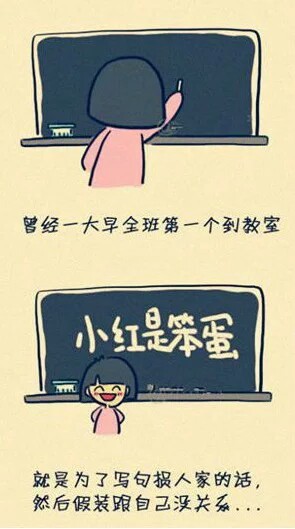 曾经一大早全班第一个到教室
小红是笨蛋
就是为了写句损人家的话,
然后假装跟自己没关系...